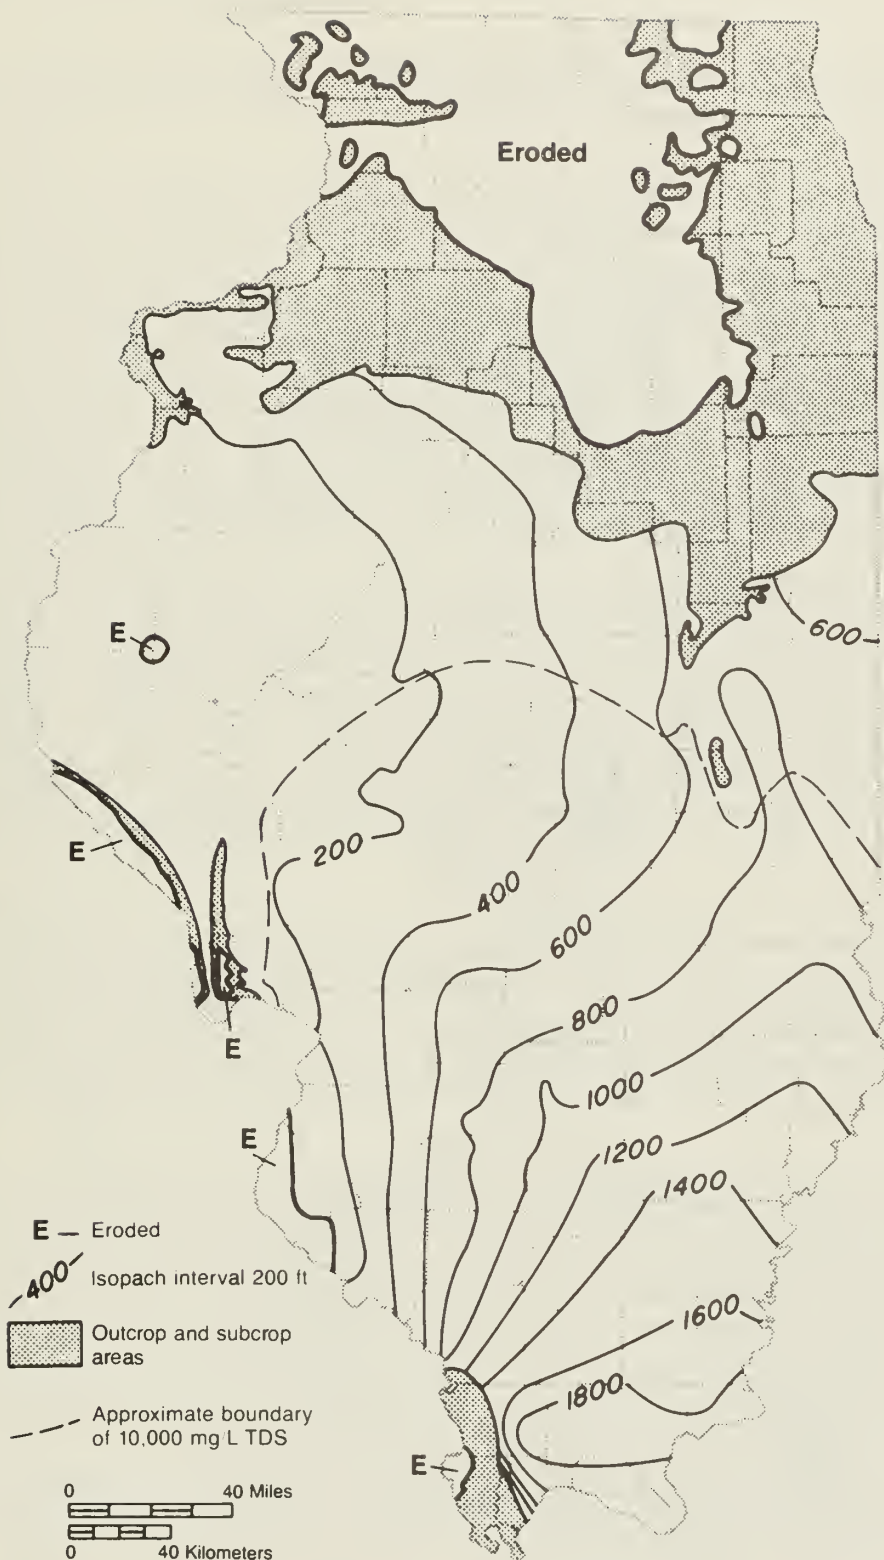 Eroded
600
E
E
200
400
600
800
E
1000
E
1200
1400
E — Eroded
400
Isopach interval 200 ft
1600
Outcrop and subcrop
areas
1800
Approximate boundary
of 10,000 mg/L TDS
E
0 40 Miles
0 40 Kilometers